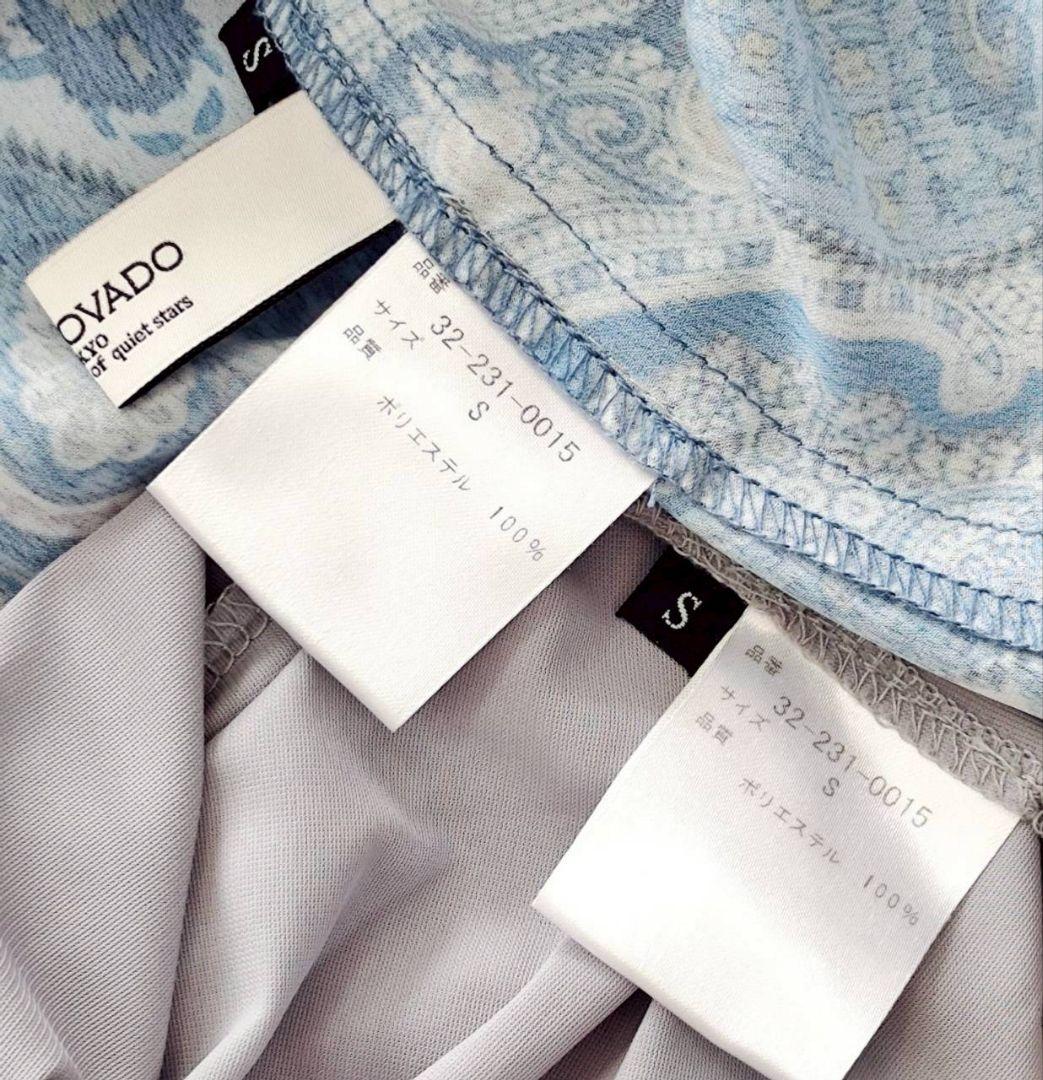 S
OVADO
KYO
of quiet stars
品番 32-231-0015
サイズ S
品質
ポリエステル 100%
S
品番 32-231-0015
サイズ S
品質
ポリエステル 100%